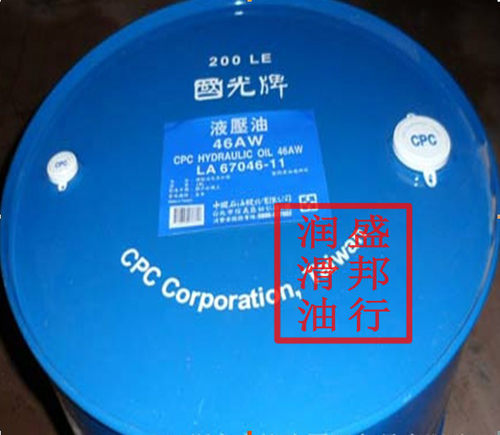 200 LE
國光牌
液壓油
46AW
CPC HYDRAULIC OIL 46AW
LA 67046-11
CPC
CPC
CPC Corporation, Taiwan
盛邦行
润滑油